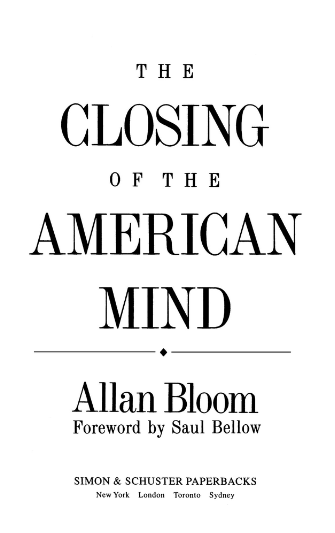 THE
CLOSING
OF THE
AMERICAN
MIND
Allan Bloom
Foreword by Saul Bellow
SIMON & SCHUSTER PAPERBACKS
New York London Toronto Sydney